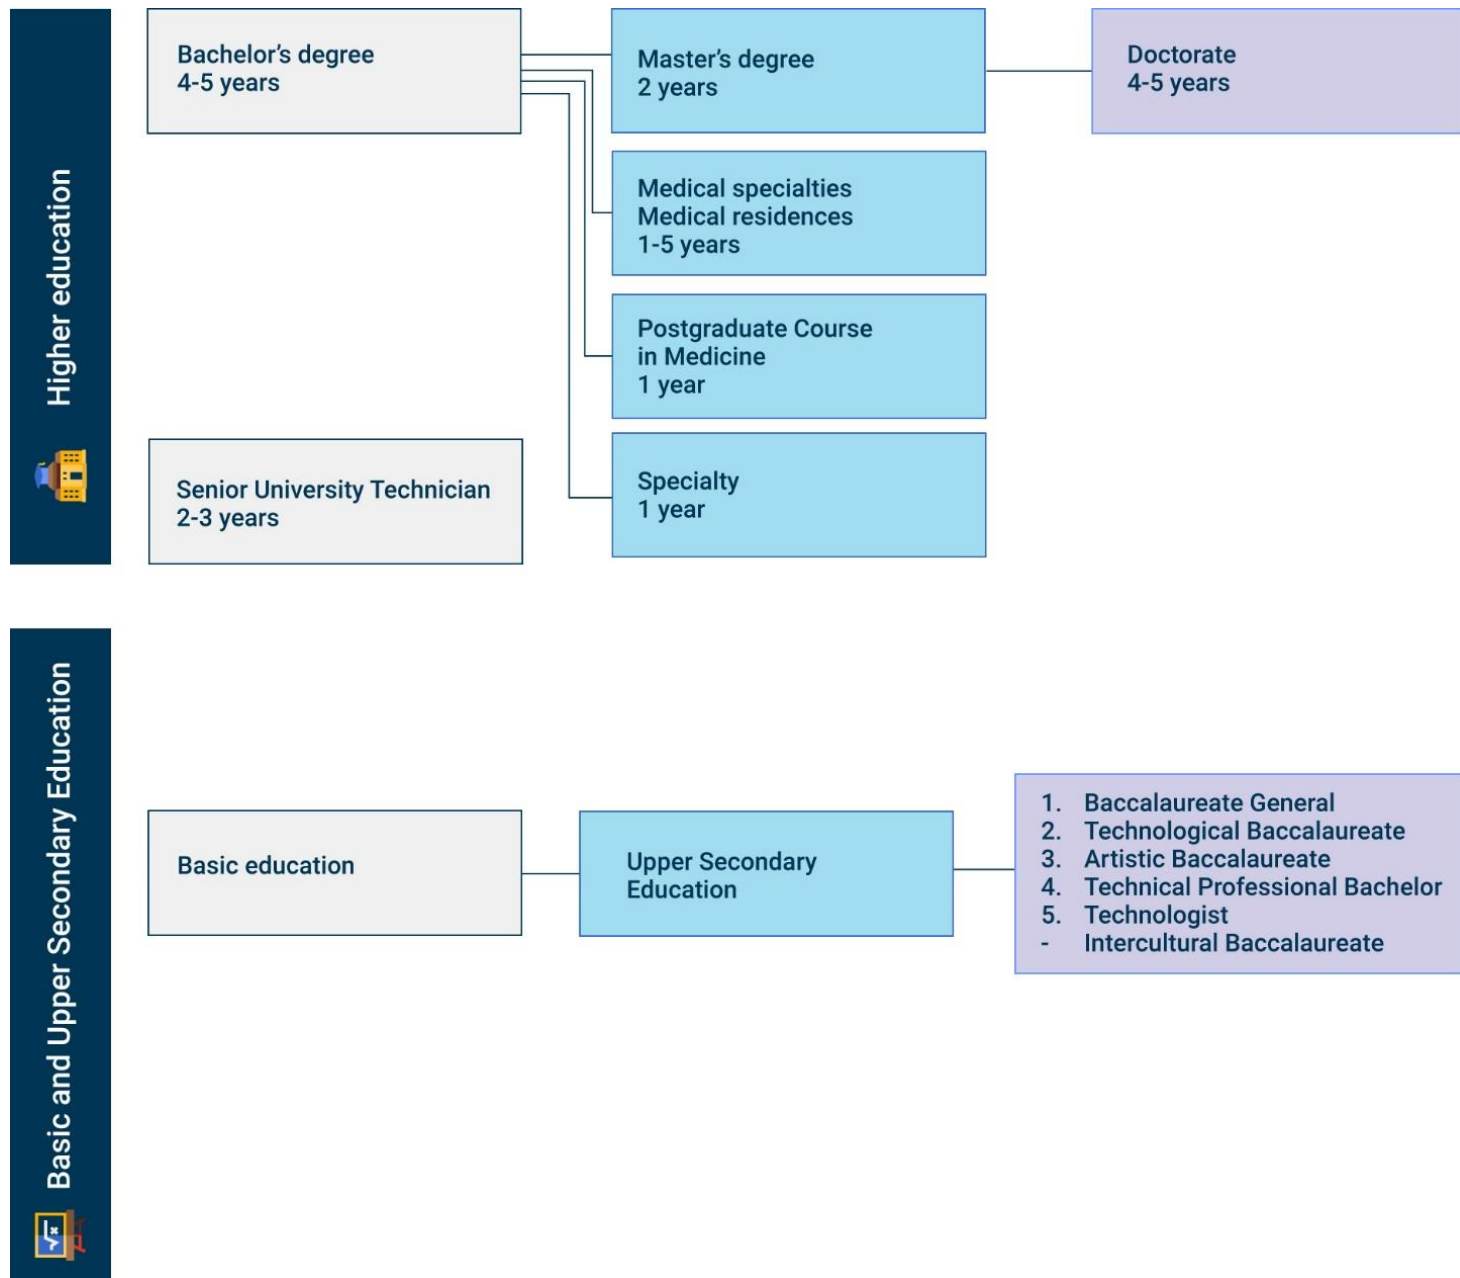 Higher education
Bachelor's degree
4-5 years
Master's degree
2 years
Doctorate
4-5 years
Medical specialties
Medical residences
1-5 years
Postgraduate Course
in Medicine
1 year
Senior University Technician
2-3 years
Specialty
1 year
Basic and Upper Secondary Education
Basic education
Upper Secondary
Education
1. Baccalaureate General
2. Technological Baccalaureate
3. Artistic Baccalaureate
4. Technical Professional Bachelor
5. Technologist
- Intercultural Baccalaureate